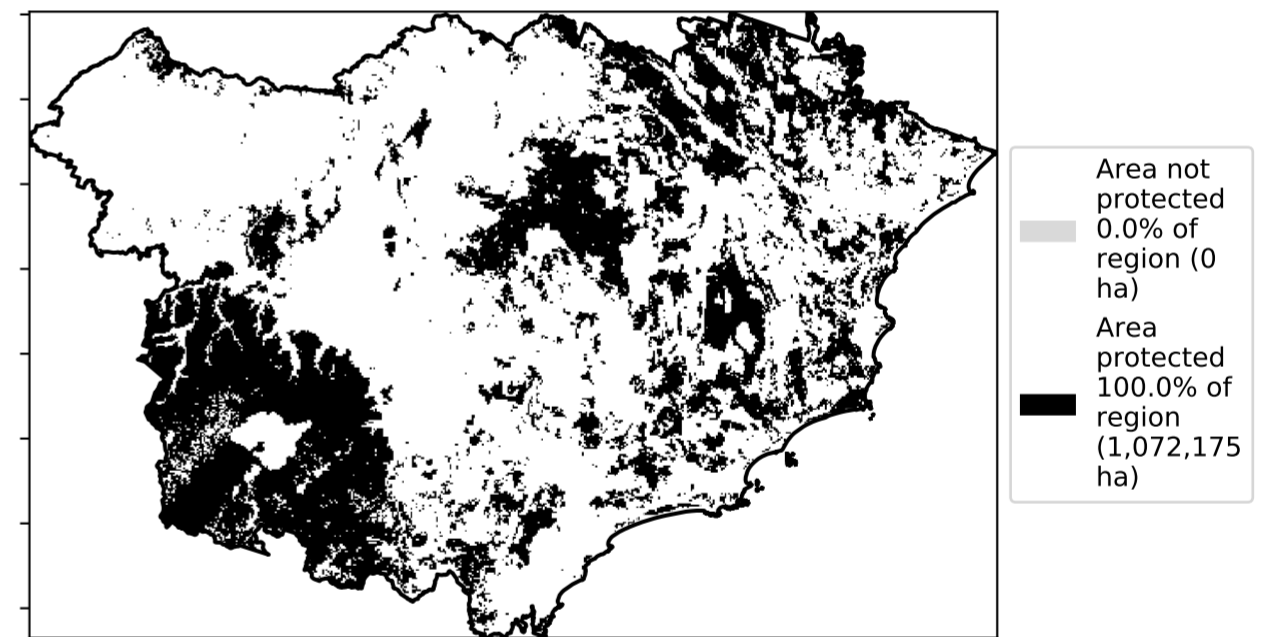 Area not
protected
0.0% of
region (0
ha)
Area
protected
100.0% of
region
(1,072,175
ha)